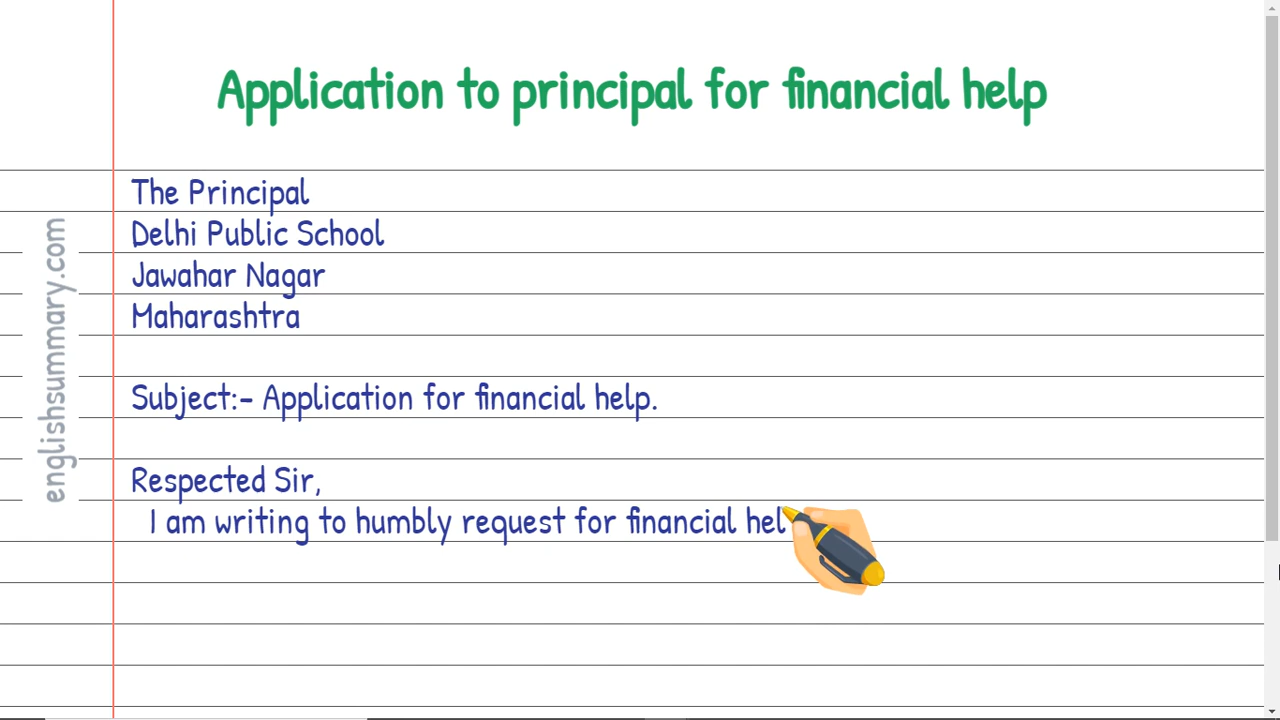 Application to principal for financial help
The Principal
Delhi Public School
Jawahar Nagar
Maharashtra
Subject:- Application for financial help.
Respected Sir,
I am writing to humbly request for financial hel
englishsummary.com